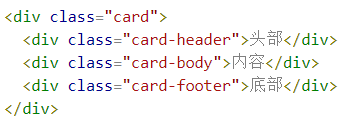 <div class="card">
  <div class="card-header">头部</div>
  <div class="card-body">内容</div>
  <div class="card-footer">底部</div>
</div>